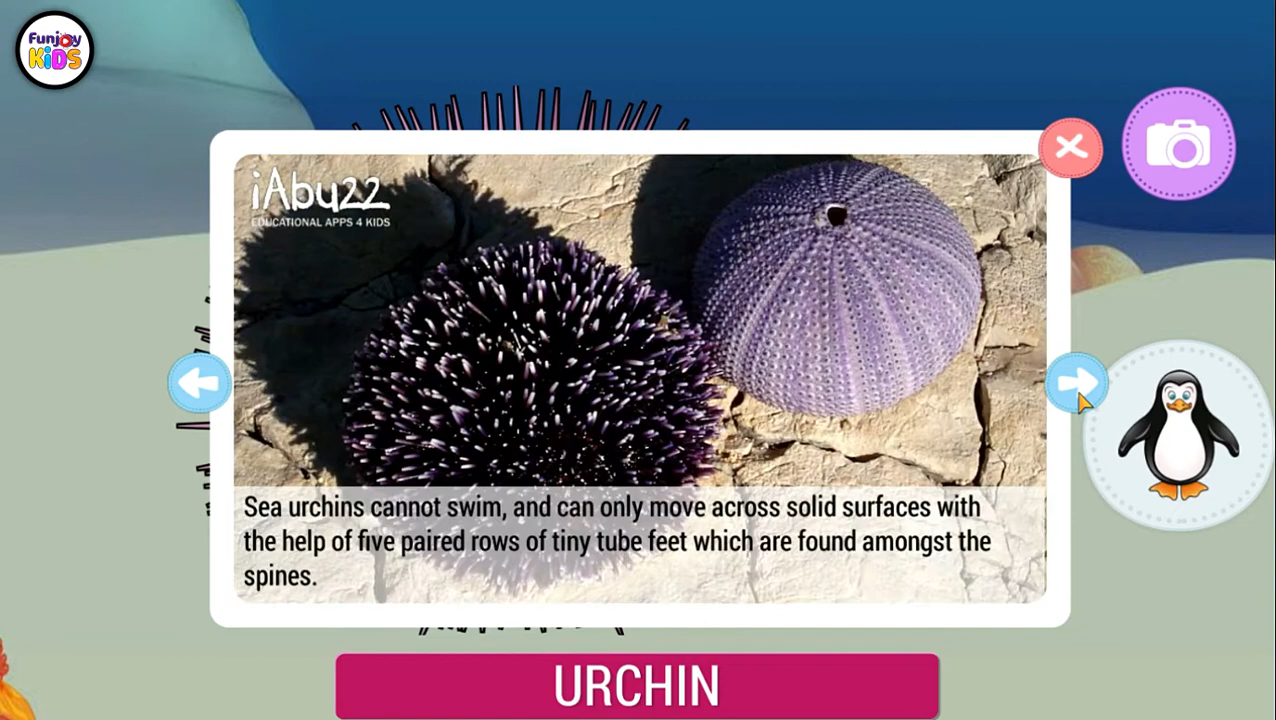 Funjoy
KiDS
iAbu22
EDUCATIONAL APPS 4 KIDS
Sea urchins cannot swim, and can only move across solid surfaces with
the help of five paired rows of tiny tube feet which are found amongst the
spines.
URCHIN